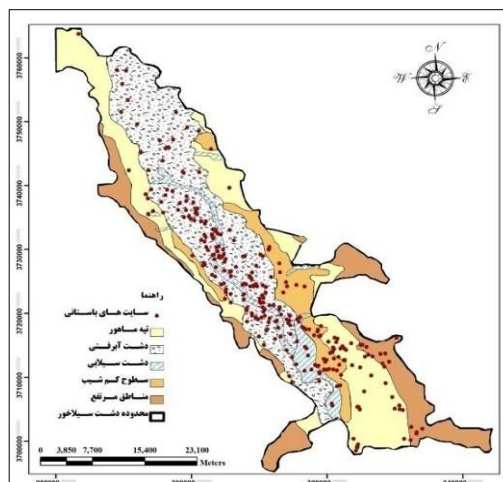 N
W E
S
3760000
3750000
3740000
3730000
3720000
3710000
3700000
راهنما
سایت های باستانی
تپه ماهور
دشت آبرفتی
دشت سیلابی
سطوح کم شیب
مناطق مرتفع
محدوده دشت سیلاخور
0 3,850 7,700 15,400 23,100
Meters